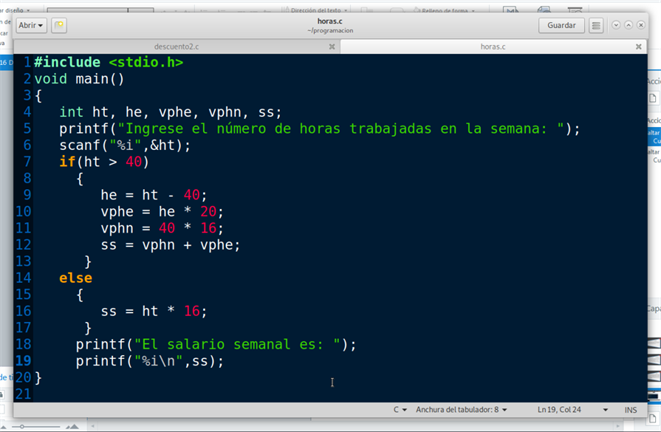 horas.c
~/programacion
Abrir
Guardar
descuento2.c
horas.c
1 #include <stdio.h>
2 void main()
3 {
4 int ht, he, vphe, vphn, ss;
5 printf("Ingrese el número de horas trabajadas en la semana: ");
6 scanf("%i",&ht);
7 if(ht > 40)
8 {
9 he = ht - 40;
10 vphe = he * 20;
11 vphn = 40 * 16;
12 ss = vphn + vphe;
13 }
14 else
15 {
16 ss = ht * 16;
17 }
18 printf("El salario semanal es: ");
19 printf("%i\n",ss);
20 }
21
C Anchura del tabulador: 8 Ln 19, Col 24 INS